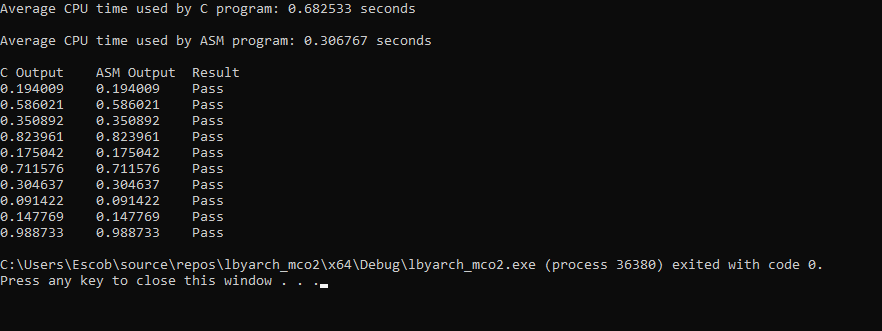 Average CPU time used by C program: 0.682533 seconds
Average CPU time used by ASM program: 0.306767 seconds
C Output    ASM Output  Result
0.194009    0.194009    Pass
0.586021    0.586021    Pass
0.350892    0.350892    Pass
0.823961    0.823961    Pass
0.175042    0.175042    Pass
0.711576    0.711576    Pass
0.304637    0.304637    Pass
0.091422    0.091422    Pass
0.147769    0.147769    Pass
0.988733    0.988733    Pass
C:\Users\Escob\source\repos\lbyarch_mco2\x64\Debug\lbyarch_mco2.exe (process 36380) exited with code 0.
Press any key to close this window . . .